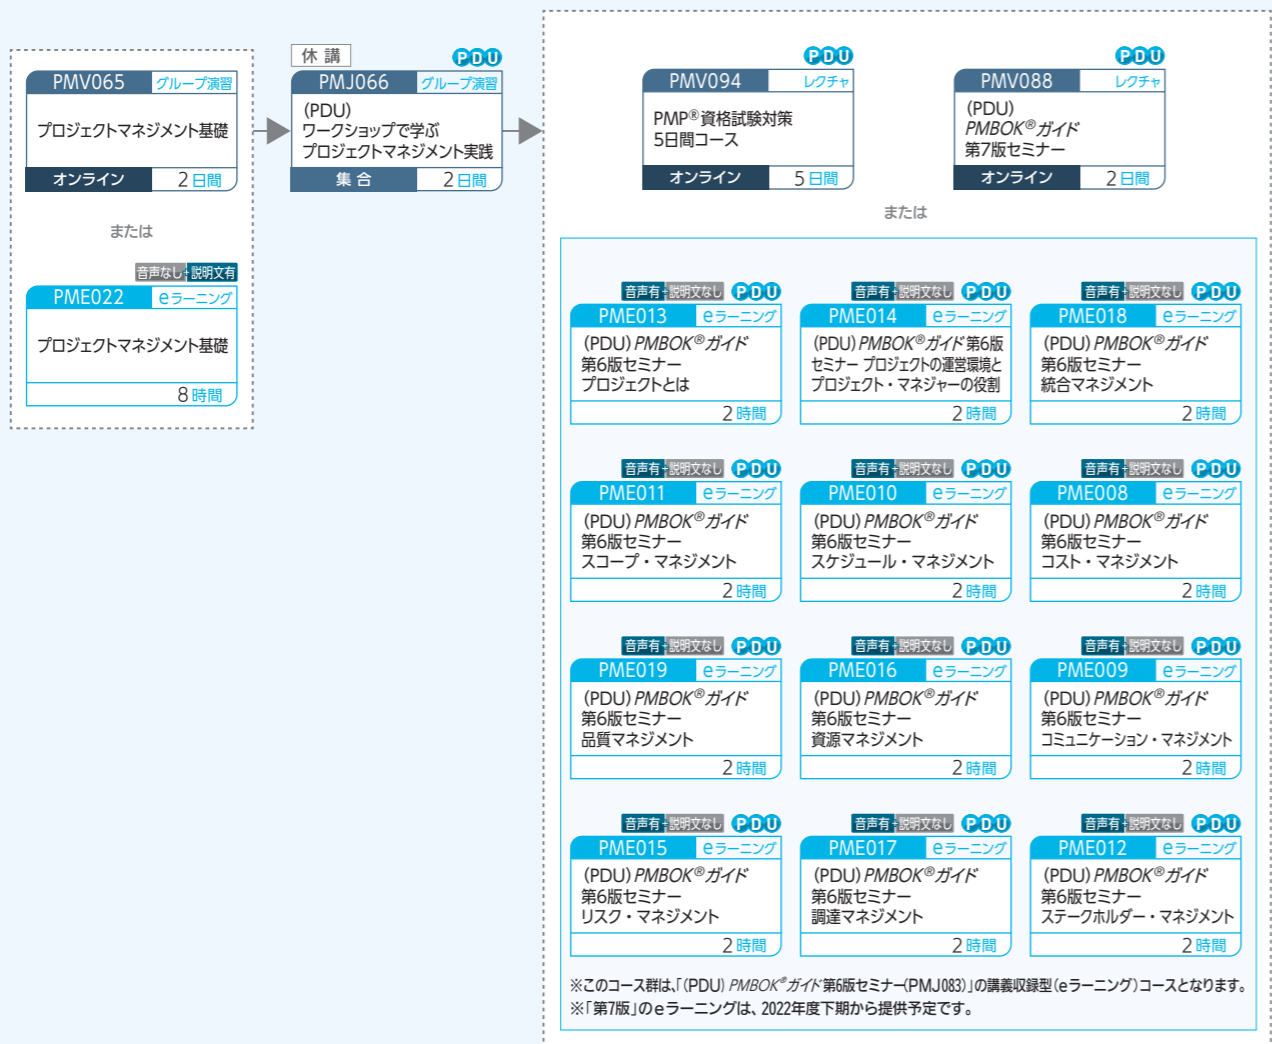 PMV065 グループ演習
プロジェクトマネジメント基礎
オンライン 2日間
または
音声なし+説明文有
PME022 eラーニング
プロジェクトマネジメント基礎
8時間
休 講 PDU
PMJ066 グループ演習
(PDU)
ワークショップで学ぶ
プロジェクトマネジメント実践
集 合 2日間
PDU
PMV094 レクチャ
PMP®資格試験対策
5日間コース
オンライン 5日間
PDU
PMV088 レクチャ
(PDU)
PMBOK®ガイド
第7版セミナー
オンライン 2日間
または
音声有+説明文なし PDU
PME013 eラーニング
(PDU) PMBOK®ガイド
第6版セミナー
プロジェクトとは
2時間
音声有+説明文なし PDU
PME014 eラーニング
(PDU) PMBOK®ガイド第6版
セミナー プロジェクトの運営環境と
プロジェクト・マネジャーの役割
2時間
音声有+説明文なし PDU
PME018 eラーニング
(PDU) PMBOK®ガイド
第6版セミナー
統合マネジメント
2時間
音声有+説明文なし PDU
PME011 eラーニング
(PDU) PMBOK®ガイド
第6版セミナー
スコープ・マネジメント
2時間
音声有+説明文なし PDU
PME010 eラーニング
(PDU) PMBOK®ガイド
第6版セミナー
スケジュール・マネジメント
2時間
音声有+説明文なし PDU
PME008 eラーニング
(PDU) PMBOK®ガイド
第6版セミナー
コスト・マネジメント
2時間
音声有+説明文なし PDU
PME019 eラーニング
(PDU) PMBOK®ガイド
第6版セミナー
品質マネジメント
2時間
音声有+説明文なし PDU
PME016 eラーニング
(PDU) PMBOK®ガイド
第6版セミナー
資源マネジメント
2時間
音声有+説明文なし PDU
PME009 eラーニング
(PDU) PMBOK®ガイド
第6版セミナー
コミュニケーション・マネジメント
2時間
音声有+説明文なし PDU
PME015 eラーニング
(PDU) PMBOK®ガイド
第6版セミナー
リスク・マネジメント
2時間
音声有+説明文なし PDU
PME017 eラーニング
(PDU) PMBOK®ガイド
第6版セミナー
調達マネジメント
2時間
音声有+説明文なし PDU
PME012 eラーニング
(PDU) PMBOK®ガイド
第6版セミナー
ステークホルダー・マネジメント
2時間
※このコース群は、「(PDU) PMBOK®ガイド第6版セミナー(PMJ083)」の講義収録型(eラーニング)コースとなります。
※「第7版」のeラーニングは、2022年度下期から提供予定です。